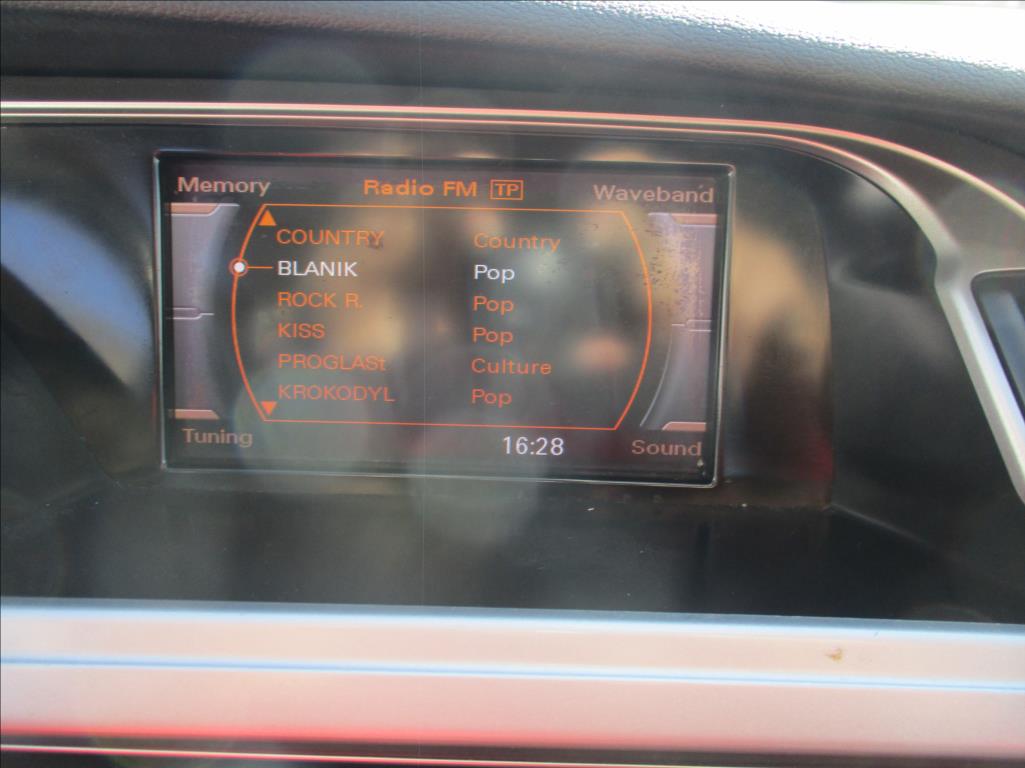 Memory Radio FM TP Waveband
COUNTRY Country
BLANIK Pop
ROCK R. Pop
KISS Pop
PROGLASt Culture
KROKODYL Pop
Tuning 16:28 Sound